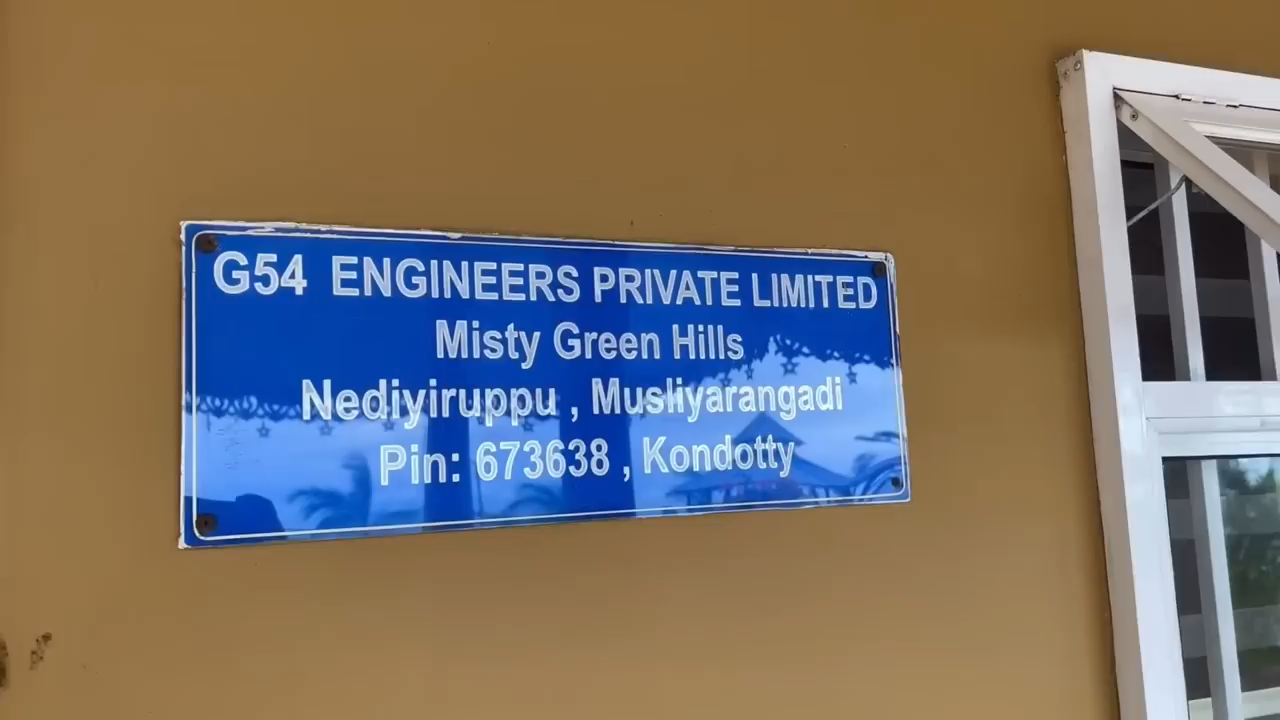 G54 ENGINEERS PRIVATE LIMITED
Misty Green Hills
Nediyiruppu , Musliyarangadi
Pin: 673638 , Kondotty